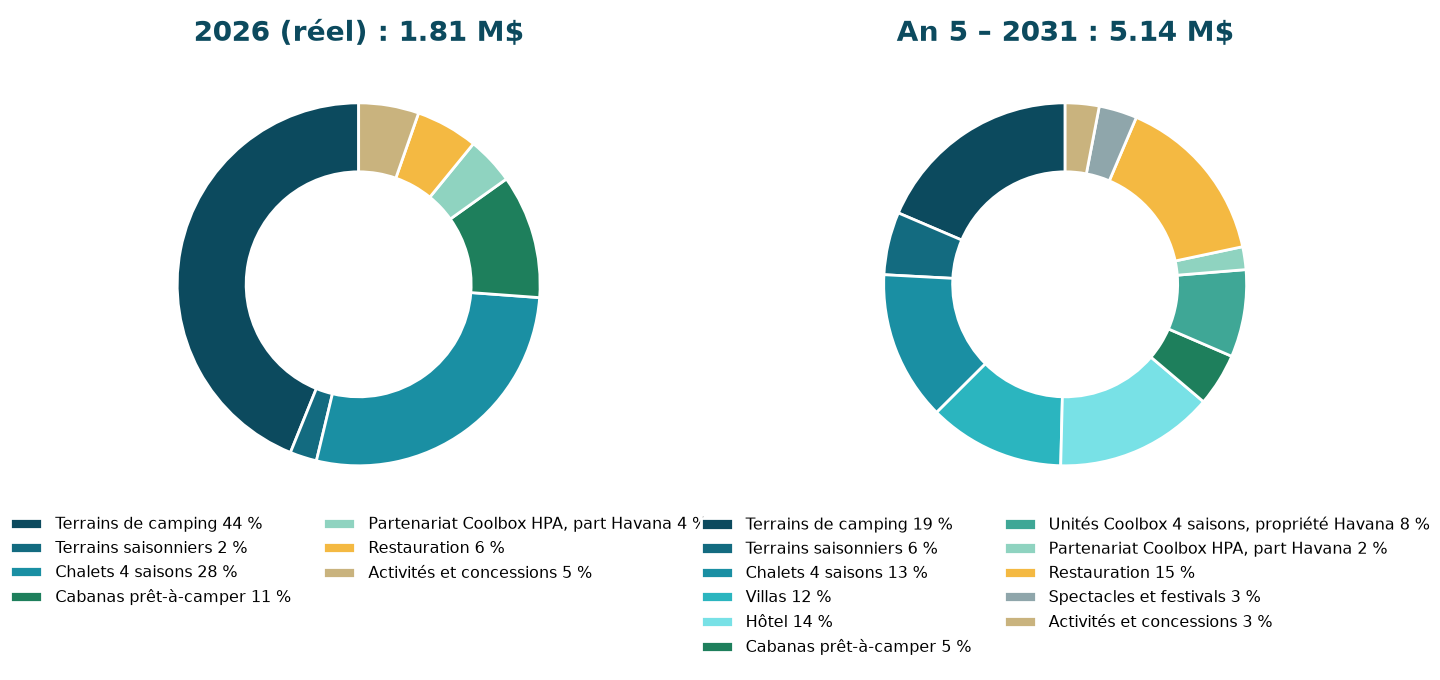 2026 (réel) : 1.81 M$
Terrains de camping 44 %
Terrains saisonniers 2 %
Chalets 4 saisons 28 %
Cabanas prêt-à-camper 11 %
Partenariat Coolbox HPA, part Havana 4 %
Restauration 6 %
Activités et concessions 5 %
An 5 – 2031 : 5.14 M$
Terrains de camping 19 %
Terrains saisonniers 6 %
Chalets 4 saisons 13 %
Villas 12 %
Hôtel 14 %
Cabanas prêt-à-camper 5 %
Unités Coolbox 4 saisons, propriété Havana 8 %
Partenariat Coolbox HPA, part Havana 2 %
Restauration 15 %
Spectacles et festivals 3 %
Activités et concessions 3 %